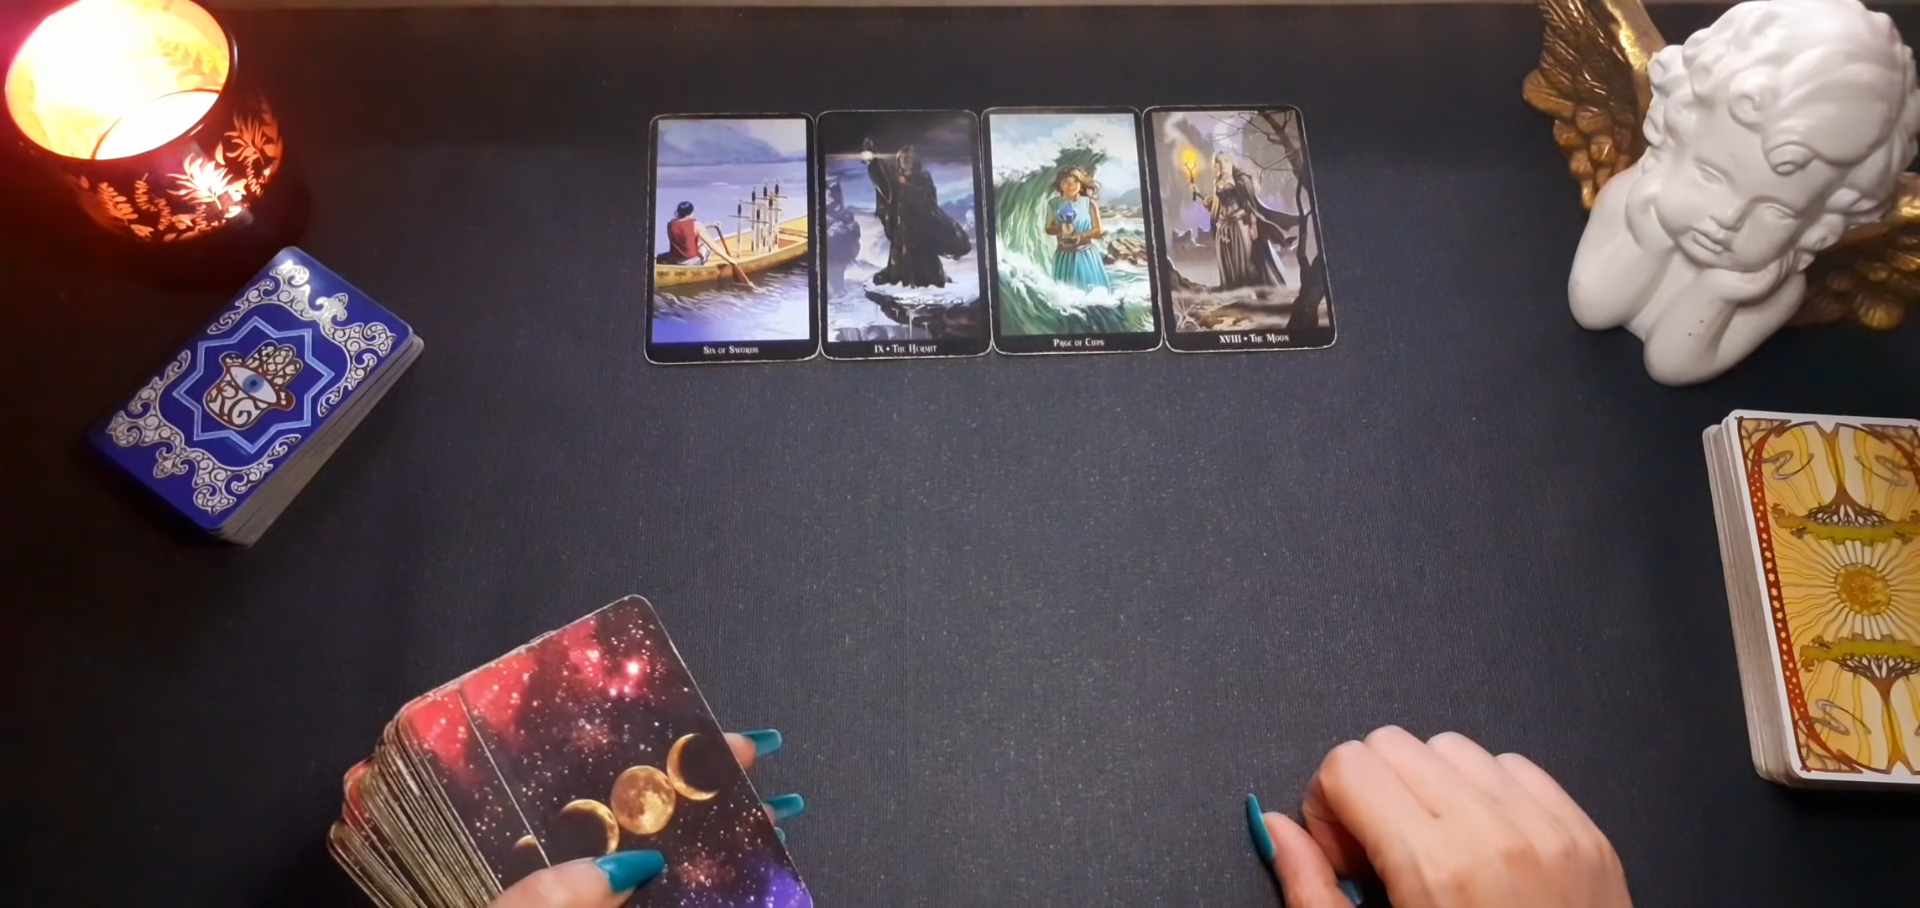 Six of Swords
IX • The Hermit
Page of Cups
XVIII • The Moon